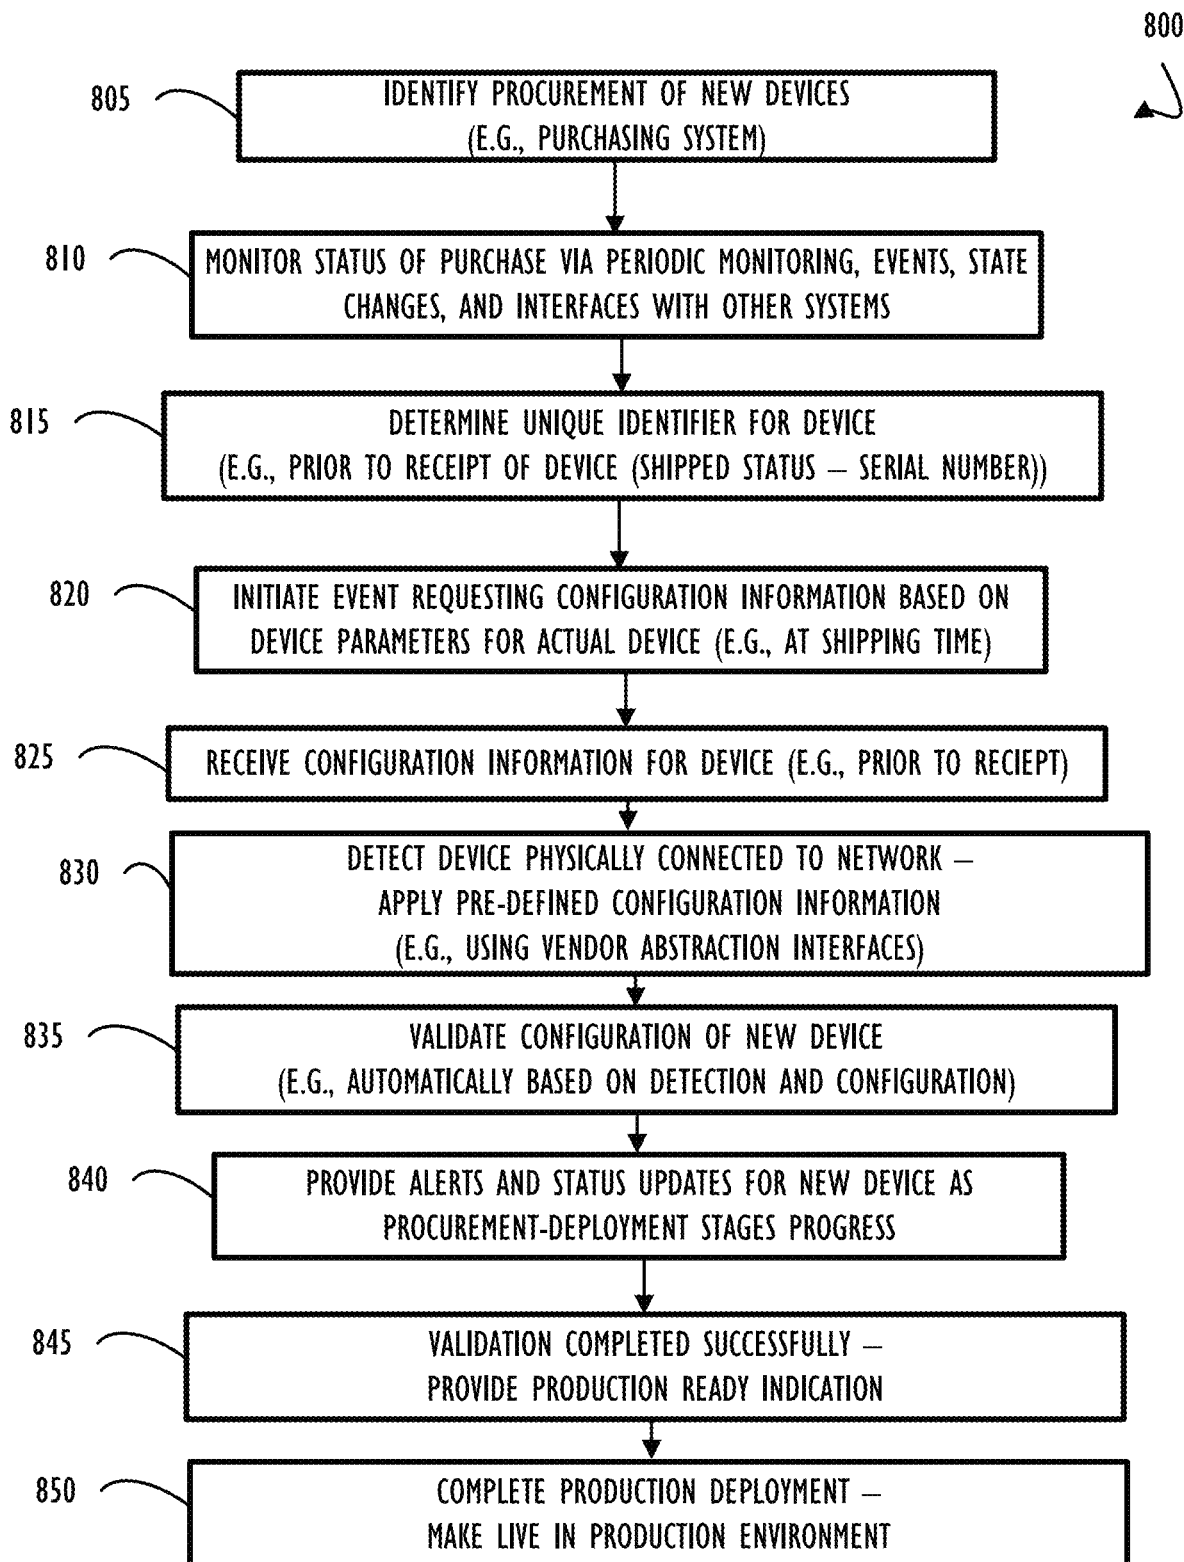 800
805
IDENTIFY PROCUREMENT OF NEW DEVICES
(E.G., PURCHASING SYSTEM)
810
MONITOR STATUS OF PURCHASE VIA PERIODIC MONITORING, EVENTS, STATE
CHANGES, AND INTERFACES WITH OTHER SYSTEMS
815
DETERMINE UNIQUE IDENTIFIER FOR DEVICE
(E.G., PRIOR TO RECEIPT OF DEVICE (SHIPPED STATUS – SERIAL NUMBER))
820
INITIATE EVENT REQUESTING CONFIGURATION INFORMATION BASED ON
DEVICE PARAMETERS FOR ACTUAL DEVICE (E.G., AT SHIPPING TIME)
825
RECEIVE CONFIGURATION INFORMATION FOR DEVICE (E.G., PRIOR TO RECIEPT)
830
DETECT DEVICE PHYSICALLY CONNECTED TO NETWORK –
APPLY PRE-DEFINED CONFIGURATION INFORMATION
(E.G., USING VENDOR ABSTRACTION INTERFACES)
835
VALIDATE CONFIGURATION OF NEW DEVICE
(E.G., AUTOMATICALLY BASED ON DETECTION AND CONFIGURATION)
840
PROVIDE ALERTS AND STATUS UPDATES FOR NEW DEVICE AS
PROCUREMENT-DEPLOYMENT STAGES PROGRESS
845
VALIDATION COMPLETED SUCCESSFULLY –
PROVIDE PRODUCTION READY INDICATION
850
COMPLETE PRODUCTION DEPLOYMENT –
MAKE LIVE IN PRODUCTION ENVIRONMENT